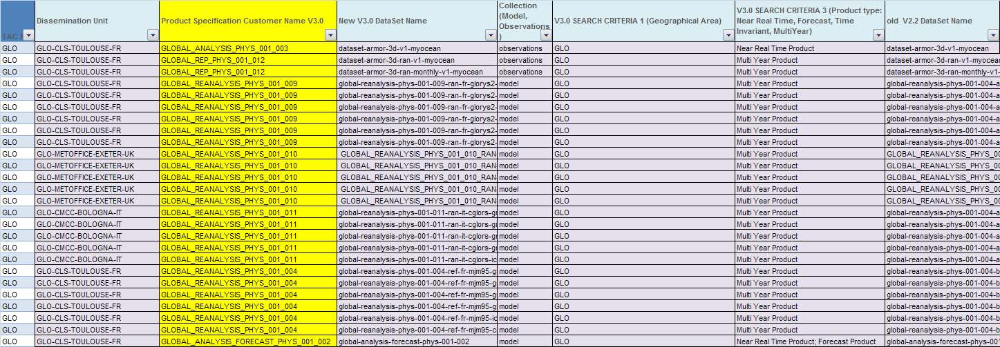 TAC Dissemination Unit Product Specification Customer Name V3.0 New V3.0 DataSet Name Collection (Model, Observations ) V3.0 SEARCH CRITERIA 1 (Geographical Area) V3.0 SEARCH CRITERIA 3 (Product type: Near Real Time, Forecast, Time Invariant, MultiYear) old V2.2 DataSet Name
GLO GLO-CLS-TOULOUSE-FR GLOBAL_ANALYSIS_PHYS_001_003 dataset-armor-3d-v1-myocean observations GLO Near Real Time Product dataset-armor-3d-v1-myocean
GLO GLO-CLS-TOULOUSE-FR GLOBAL_REP_PHYS_001_012 dataset-armor-3d-ran-v1-myocean observations GLO Multi Year Product dataset-armor-3d-ran-v1-myocean
GLO GLO-CLS-TOULOUSE-FR GLOBAL_REP_PHYS_001_012 dataset-armor-3d-ran-monthly-v1-myocean observations GLO Multi Year Product dataset-armor-3d-ran-monthly-v1-
GLO GLO-CLS-TOULOUSE-FR GLOBAL_REANALYSIS_PHYS_001_009 global-reanalysis-phys-001-009-ran-fr-glorys2- model GLO Multi Year Product global-reanalysis-phys-001-004-a
GLO GLO-CLS-TOULOUSE-FR GLOBAL_REANALYSIS_PHYS_001_009 global-reanalysis-phys-001-009-ran-fr-glorys2- model GLO Multi Year Product global-reanalysis-phys-001-004-a
GLO GLO-CLS-TOULOUSE-FR GLOBAL_REANALYSIS_PHYS_001_009 global-reanalysis-phys-001-009-ran-fr-glorys2- model GLO Multi Year Product global-reanalysis-phys-001-004-a
GLO GLO-CLS-TOULOUSE-FR GLOBAL_REANALYSIS_PHYS_001_009 global-reanalysis-phys-001-009-ran-fr-glorys2- model GLO Multi Year Product global-reanalysis-phys-001-004-a
GLO GLO-CLS-TOULOUSE-FR GLOBAL_REANALYSIS_PHYS_001_009 global-reanalysis-phys-001-009-ran-fr-glorys2- model GLO Multi Year Product global-reanalysis-phys-001-004-a
GLO GLO-CLS-TOULOUSE-FR GLOBAL_REANALYSIS_PHYS_001_009 global-reanalysis-phys-001-009-ran-fr-glorys2- model GLO Multi Year Product global-reanalysis-phys-001-004-a
GLO GLO-METOFFICE-EXETER-UK GLOBAL_REANALYSIS_PHYS_001_010 GLOBAL_REANALYSIS_PHYS_001_010_RAN- model GLO Multi Year Product GLOBAL_REANALYSIS_PHYS_00
GLO GLO-METOFFICE-EXETER-UK GLOBAL_REANALYSIS_PHYS_001_010 GLOBAL_REANALYSIS_PHYS_001_010_RAN- model GLO Multi Year Product GLOBAL_REANALYSIS_PHYS_00
GLO GLO-METOFFICE-EXETER-UK GLOBAL_REANALYSIS_PHYS_001_010 GLOBAL_REANALYSIS_PHYS_001_010_RAN- model GLO Multi Year Product GLOBAL_REANALYSIS_PHYS_00
GLO GLO-METOFFICE-EXETER-UK GLOBAL_REANALYSIS_PHYS_001_010 GLOBAL_REANALYSIS_PHYS_001_010_RAN- model GLO Multi Year Product GLOBAL_REANALYSIS_PHYS_00
GLO GLO-METOFFICE-EXETER-UK GLOBAL_REANALYSIS_PHYS_001_010 GLOBAL_REANALYSIS_PHYS_001_010_RAN- model GLO Multi Year Product GLOBAL_REANALYSIS_PHYS_00
GLO GLO-CMCC-BOLOGNA-IT GLOBAL_REANALYSIS_PHYS_001_011 global-reanalysis-phys-001-011-ran-it-cglors-g model GLO Multi Year Product global-reanalysis-phys-001-004-a
GLO GLO-CMCC-BOLOGNA-IT GLOBAL_REANALYSIS_PHYS_001_011 global-reanalysis-phys-001-011-ran-it-cglors-g model GLO Multi Year Product global-reanalysis-phys-001-004-a
GLO GLO-CMCC-BOLOGNA-IT GLOBAL_REANALYSIS_PHYS_001_011 global-reanalysis-phys-001-011-ran-it-cglors-g model GLO Multi Year Product global-reanalysis-phys-001-004-a
GLO GLO-CMCC-BOLOGNA-IT GLOBAL_REANALYSIS_PHYS_001_011 global-reanalysis-phys-001-011-ran-it-cglors-g model GLO Multi Year Product global-reanalysis-phys-001-004-a
GLO GLO-CMCC-BOLOGNA-IT GLOBAL_REANALYSIS_PHYS_001_011 global-reanalysis-phys-001-011-ran-it-cglors-ic model GLO Multi Year Product global-reanalysis-phys-001-004-a
GLO GLO-CLS-TOULOUSE-FR GLOBAL_REANALYSIS_PHYS_001_004 global-reanalysis-phys-001-004-ref-fr-mjm95-g model GLO Multi Year Product global-reanalysis-phys-001-004-b
GLO GLO-CLS-TOULOUSE-FR GLOBAL_REANALYSIS_PHYS_001_004 global-reanalysis-phys-001-004-ref-fr-mjm95-g model GLO Multi Year Product global-reanalysis-phys-001-004-b
GLO GLO-CLS-TOULOUSE-FR GLOBAL_REANALYSIS_PHYS_001_004 global-reanalysis-phys-001-004-ref-fr-mjm95-g model GLO Multi Year Product global-reanalysis-phys-001-004-b
GLO GLO-CLS-TOULOUSE-FR GLOBAL_REANALYSIS_PHYS_001_004 global-reanalysis-phys-001-004-ref-fr-mjm95-g model GLO Multi Year Product global-reanalysis-phys-001-004-b
GLO GLO-CLS-TOULOUSE-FR GLOBAL_REANALYSIS_PHYS_001_004 global-reanalysis-phys-001-004-ref-fr-mjm95-ic model GLO Multi Year Product global-reanalysis-phys-001-004-b
GLO GLO-CLS-TOULOUSE-FR GLOBAL_REANALYSIS_PHYS_001_004 global-reanalysis-phys-001-004-ref-fr-mjm95-g model GLO Multi Year Product global-reanalysis-phys-001-004-b
GLO GLO-CLS-TOULOUSE-FR GLOBAL_ANALYSIS_FORECAST_PHYS_001_002 global-analysis-forecast-phys-001-002 model GLO Near Real Time Product; Forecast Product global-analysis-forecast-phys-001